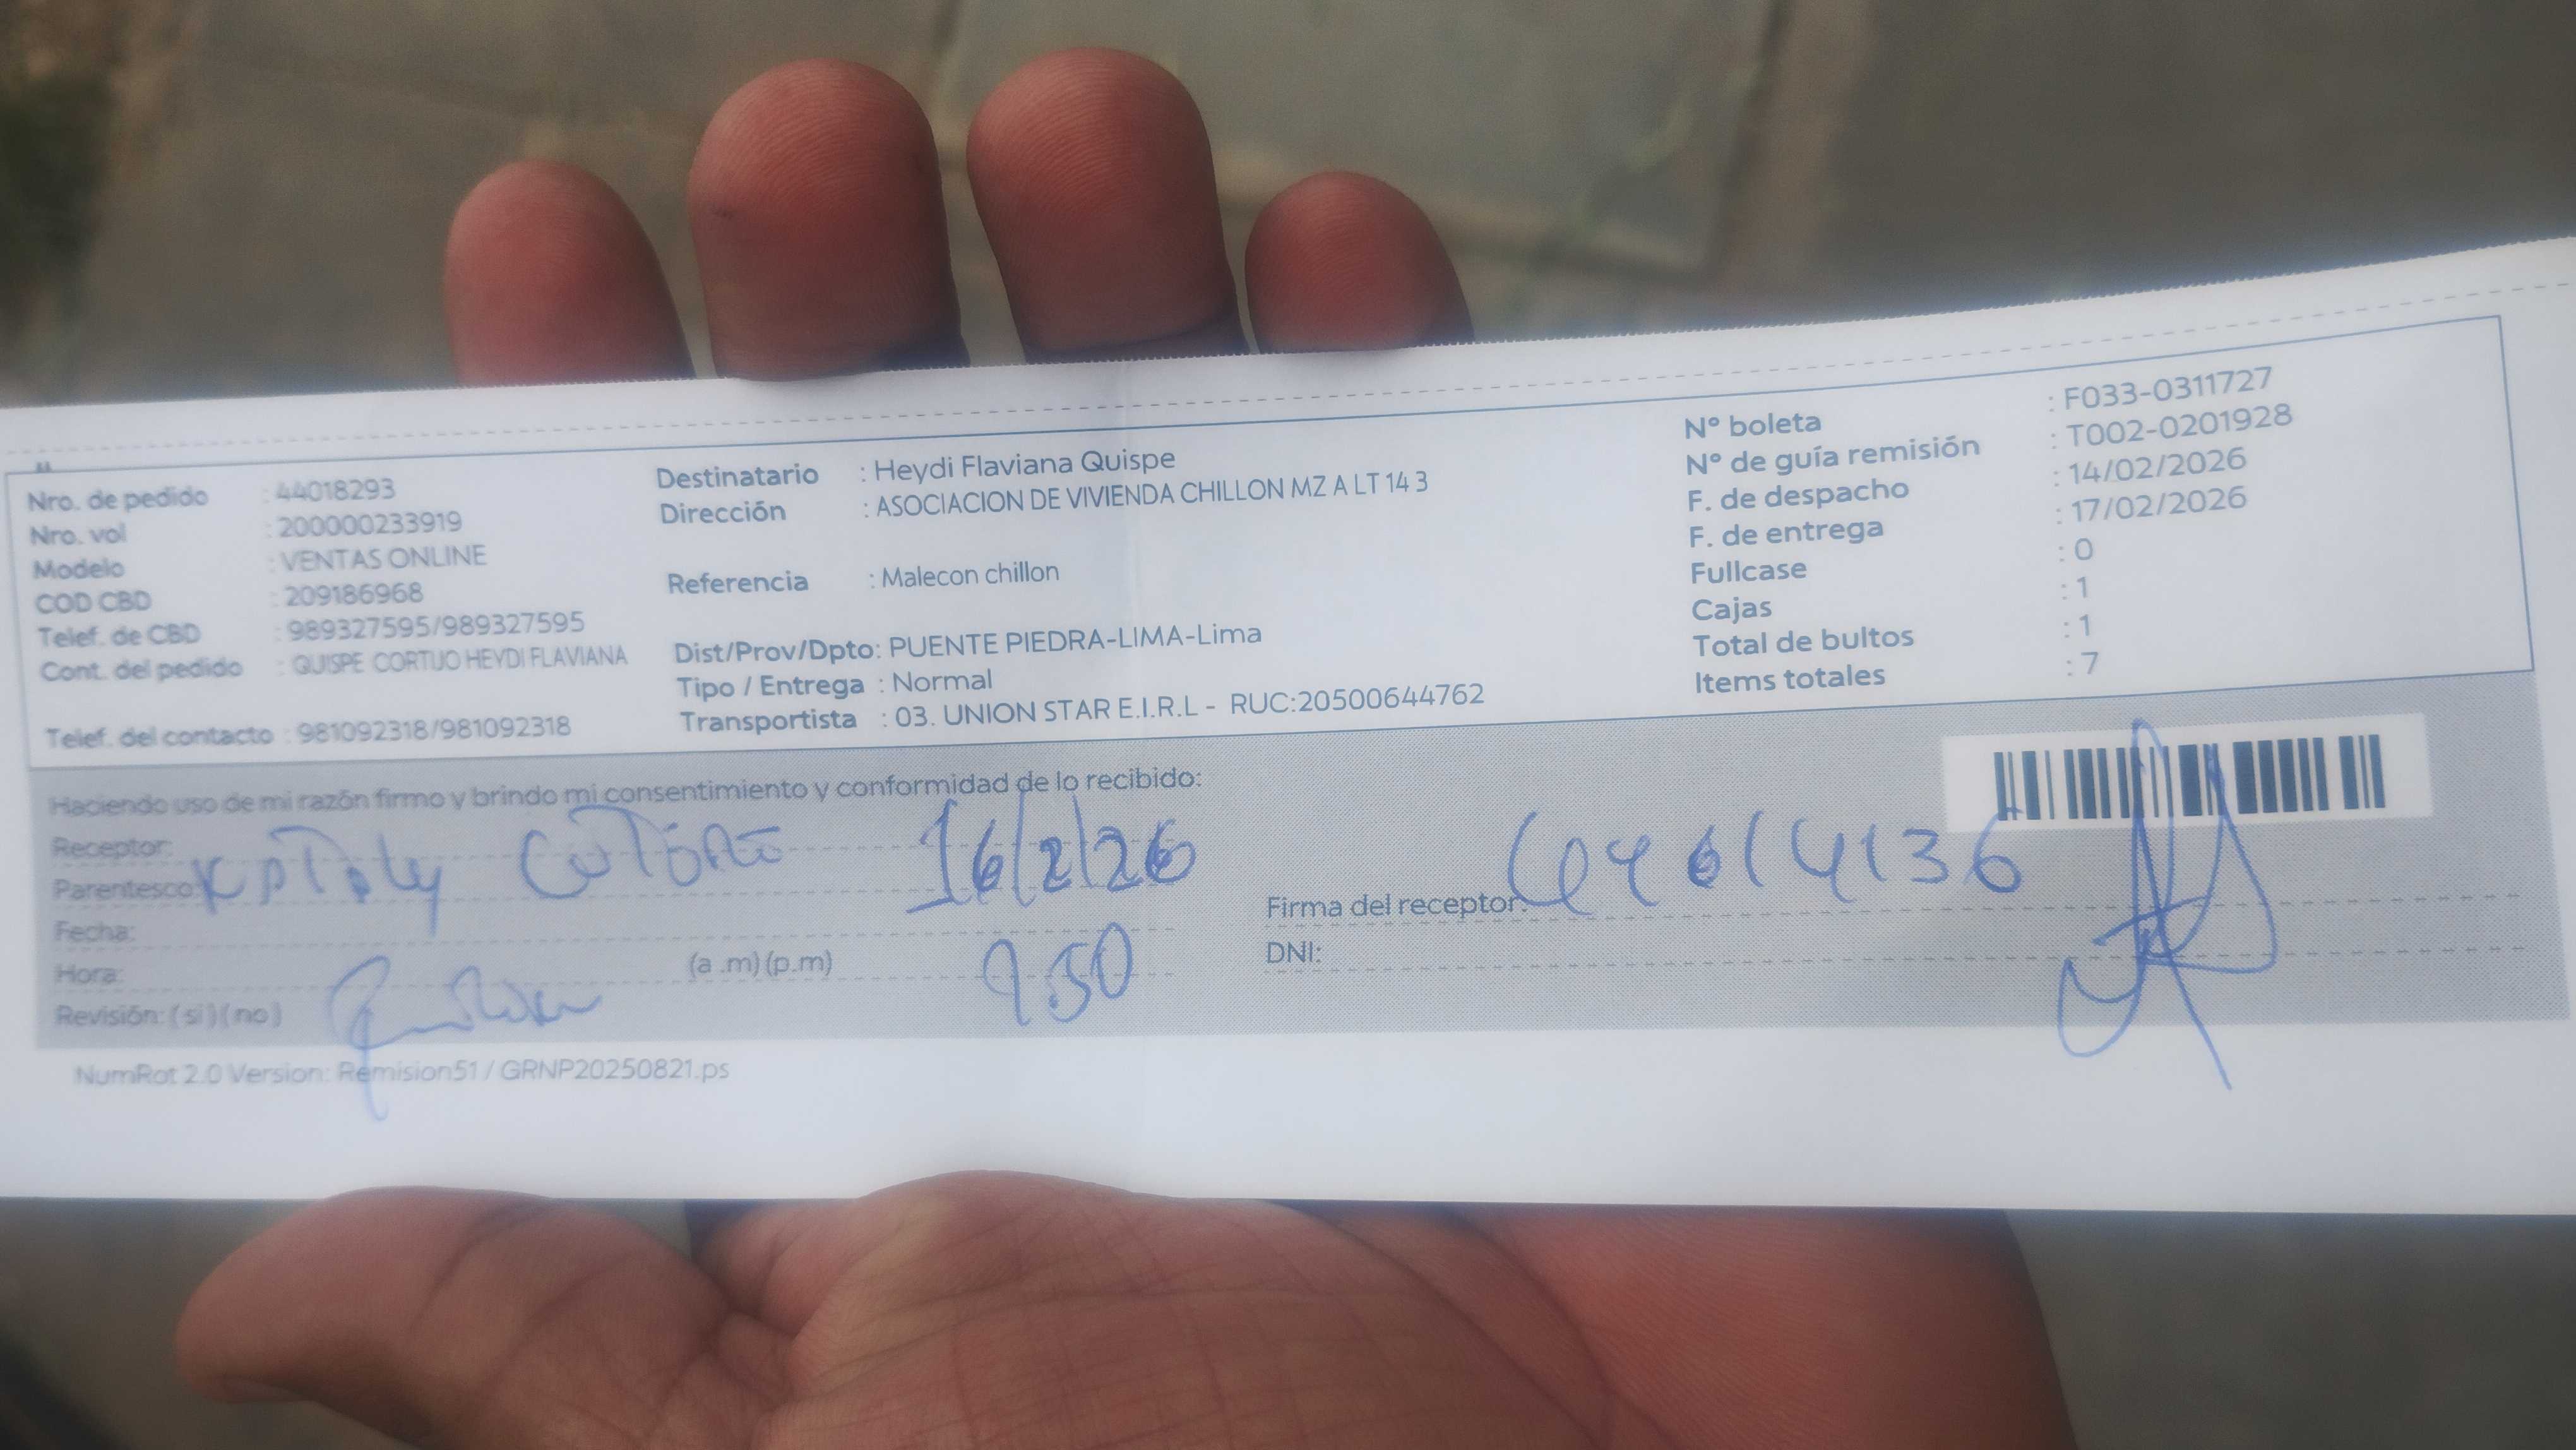 Nro. de pedido : 44018293
Nro. vol : 200000233919
Modelo : VENTAS ONLINE
COD CBD : 209186968
Telef. de CBD : 989327595/989327595
Cont. del pedido : QUISPE CORTIJO HEYDI FLAVIANA
Telef. del contacto : 981092318/981092318
Destinatario : Heydi Flaviana Quispe
Dirección : ASOCIACION DE VIVIENDA CHILLON MZ A LT 14 3
Referencia : Malecon chillon
Dist/Prov/Dpto: PUENTE PIEDRA-LIMA-Lima
Tipo / Entrega : Normal
Transportista : 03. UNION STAR E.I.R.L - RUC:20500644762
N° boleta : F033-0311727
N° de guía remisión : T002-0201928
F. de despacho : 14/02/2026
F. de entrega : 17/02/2026
Fullcase : 0
Cajas : 1
Total de bultos : 1
Items totales : 7
Haciendo uso de mi razón firmo y brindo mi consentimiento y conformidad de lo recibido:
Receptor:
Parentesco: 16/2/26
Fecha:
Hora: (a .m) (p.m) 9.50
Revisión: ( si ) ( no )
Firma del receptor:
DNI:
NumRot 2.0 Version: Remision51 / GRNP20250821.ps